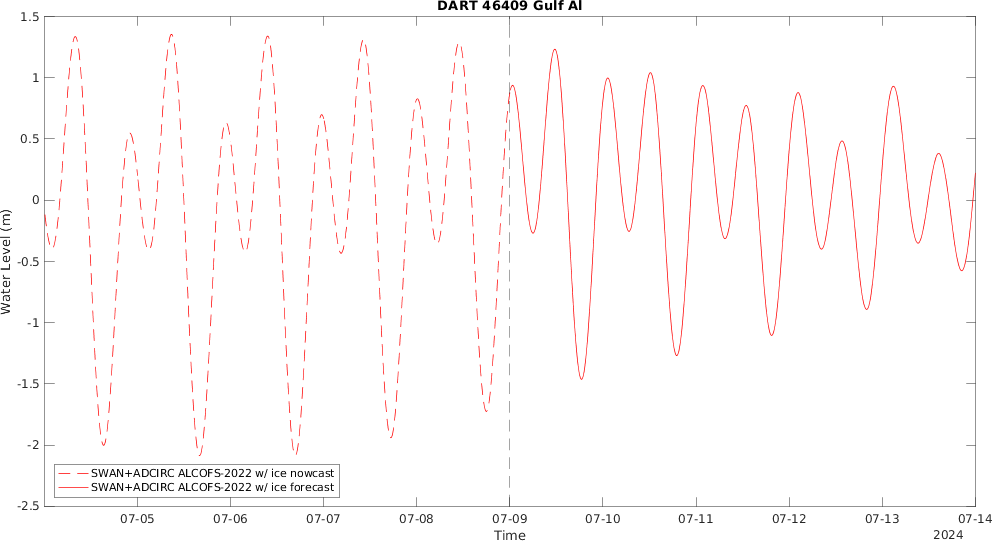 DART 46409 Gulf Al
1.5
1
0.5
0
-0.5
-1
-1.5
-2
-2.5
Water Level (m)
SWAN+ADCIRC ALCOFS-2022 w/ ice nowcast
SWAN+ADCIRC ALCOFS-2022 w/ ice forecast
07-05 07-06 07-07 07-08 07-09 07-10 07-11 07-12 07-13 07-14
Time
2024